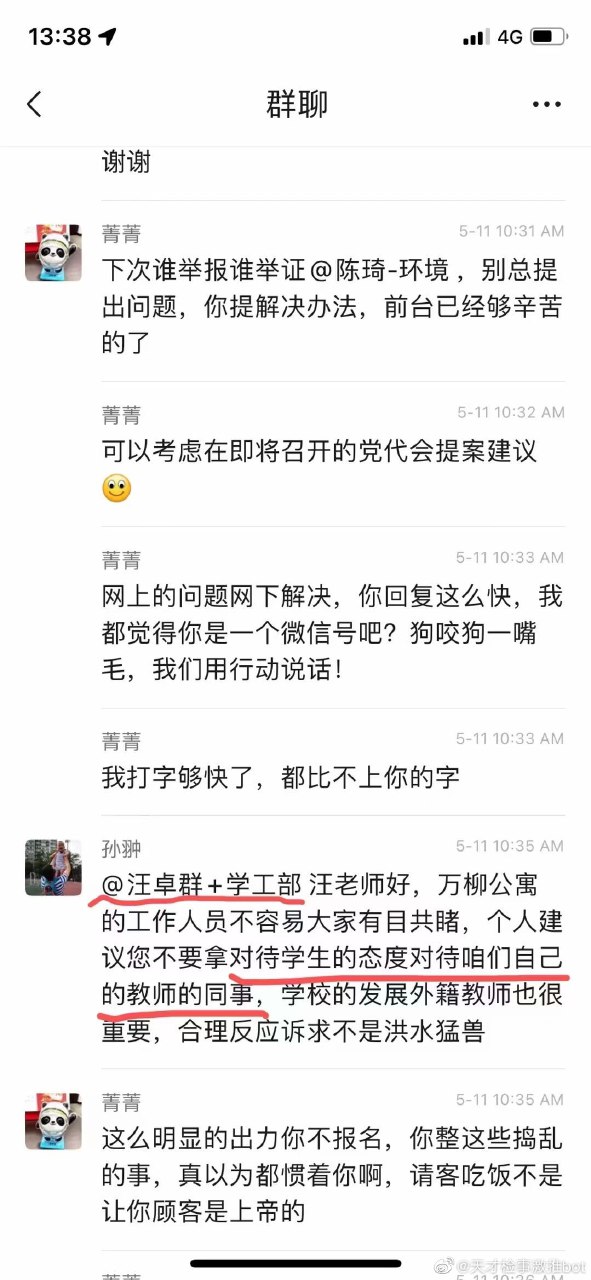 13:38
4G
群聊
谢谢
菁菁
5-11 10:31 AM
下次谁举报谁举证@陈琦-环境，别总提
出问题，你提解决办法，前台已经够辛苦
的了
菁菁
5-11 10:32 AM
可以考虑在即将召开的党代会提案建议
菁菁
5-11 10:33 AM
网上的问题网下解决，你回复这么快，我
都觉得你是一个微信号吧？狗咬狗一嘴
毛，我们用行动说话！
菁菁
5-11 10:33 AM
我打字够快了，都比不上你的字
孙翀
5-11 10:35 AM
@汪卓群+学工部 汪老师好，万柳公寓
的工作人员不容易大家有目共睹，个人建
议您不要拿对待学生的态度对待咱们自己
的教师的同事，学校的发展外籍教师也很
重要，合理反应诉求不是洪水猛兽
菁菁
5-11 10:35 AM
这么明显的出力你不报名，你整这些捣乱
的事，真以为都惯着你啊，请客吃饭不是
让你顾客是上帝的
@天才检事激推bot